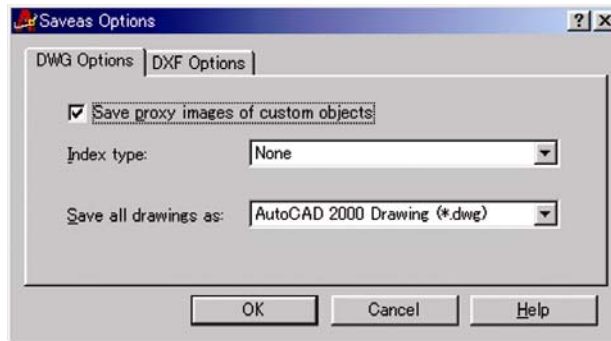 Saveas Options
DWG Options DXF Options
Save proxy images of custom objects
Index type: None
Save all drawings as: AutoCAD 2000 Drawing (*.dwg)
OK Cancel Help